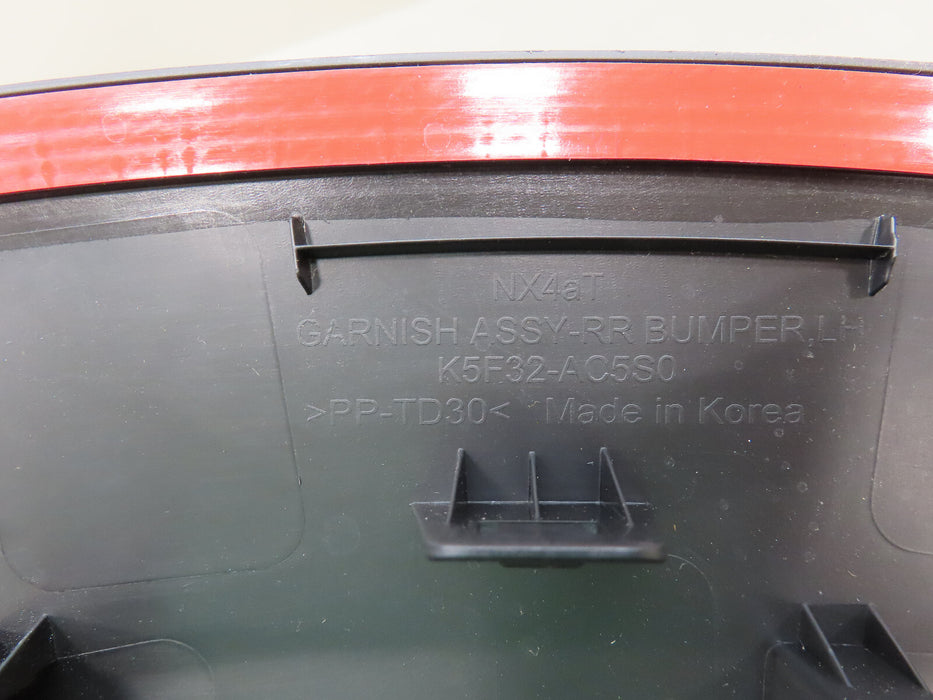 NX4aT
GARNISH ASSY-RR BUMPER,LH
K5F32-AC5S0
>PP-TD30< Made in Korea